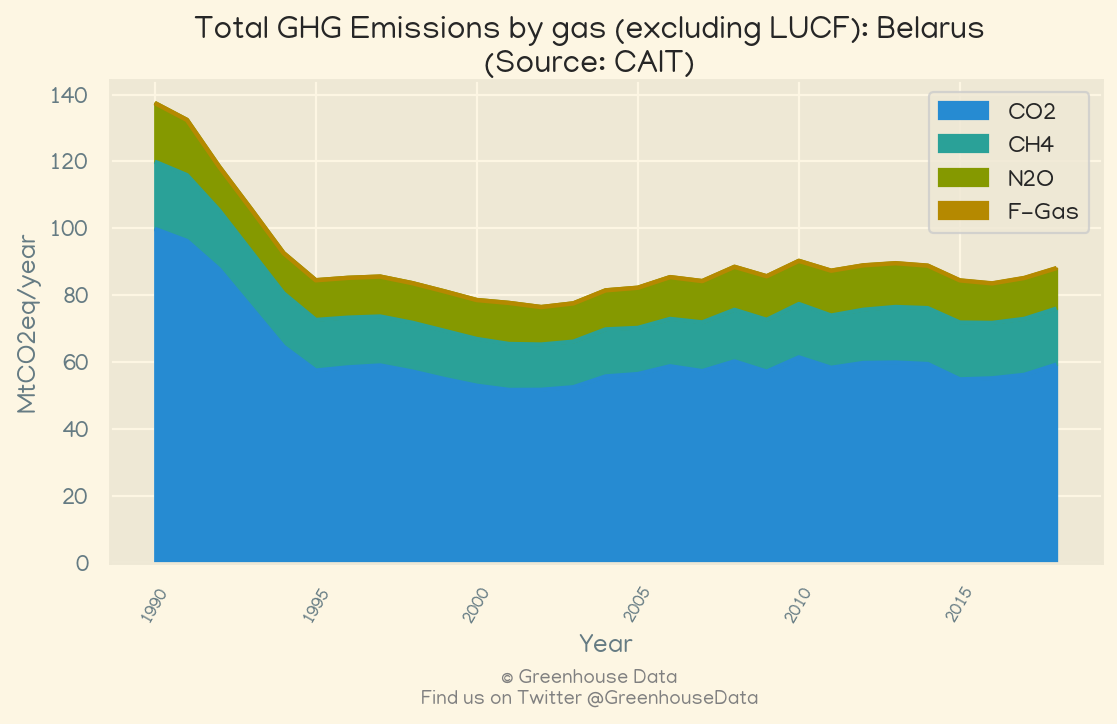 Total GHG Emissions by gas (excluding LUCF): Belarus
(Source: CAIT)
140
120
100
80
60
40
20
0
MtCO2eq/year
CO2
CH4
N2O
F-Gas
1990
1995
2000
2005
2010
2015
Year
© Greenhouse Data
Find us on Twitter @GreenhouseData